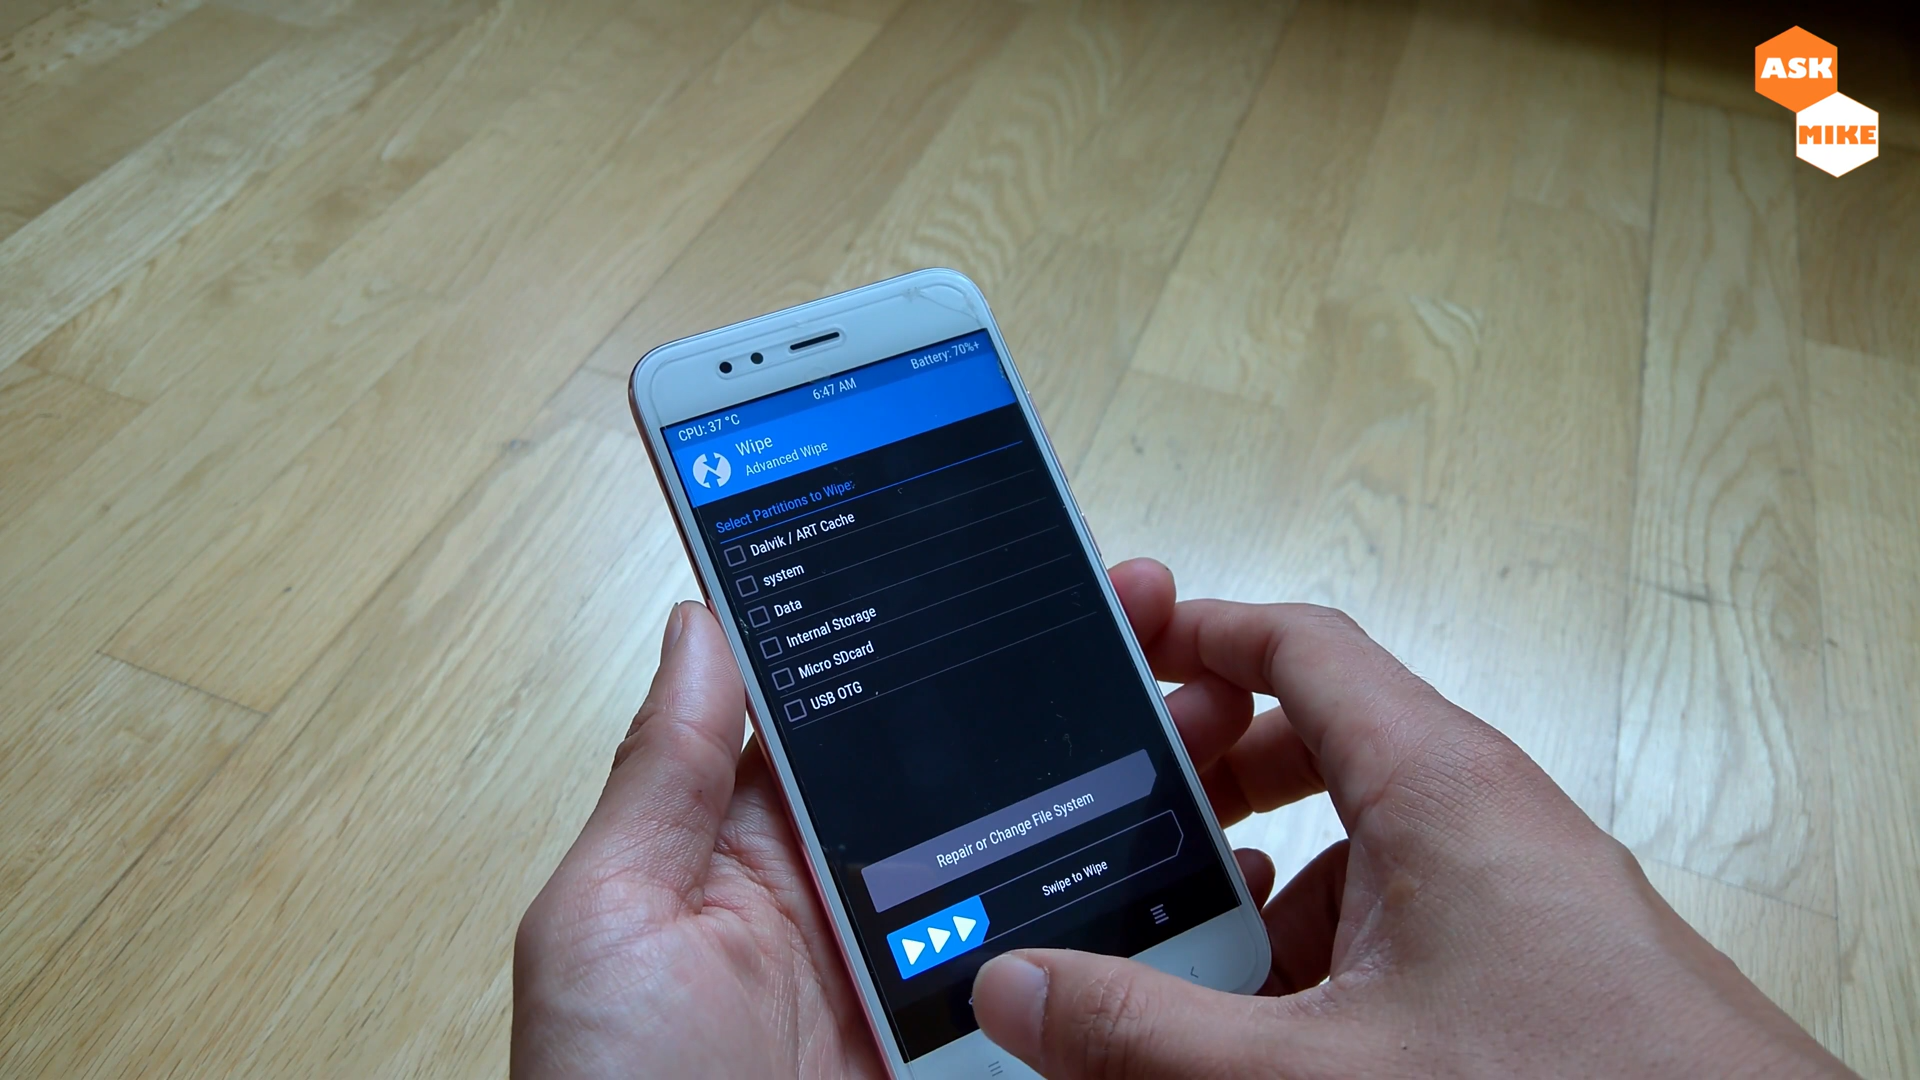 ASK
MIKE
CPU: 37 °C
6:47 AM
Battery: 70%+
Wipe
Advanced Wipe
Select Partitions to Wipe:
Dalvik / ART Cache
system
Data
Internal Storage
Micro SDcard
USB OTG
Repair or Change File System
Swipe to Wipe